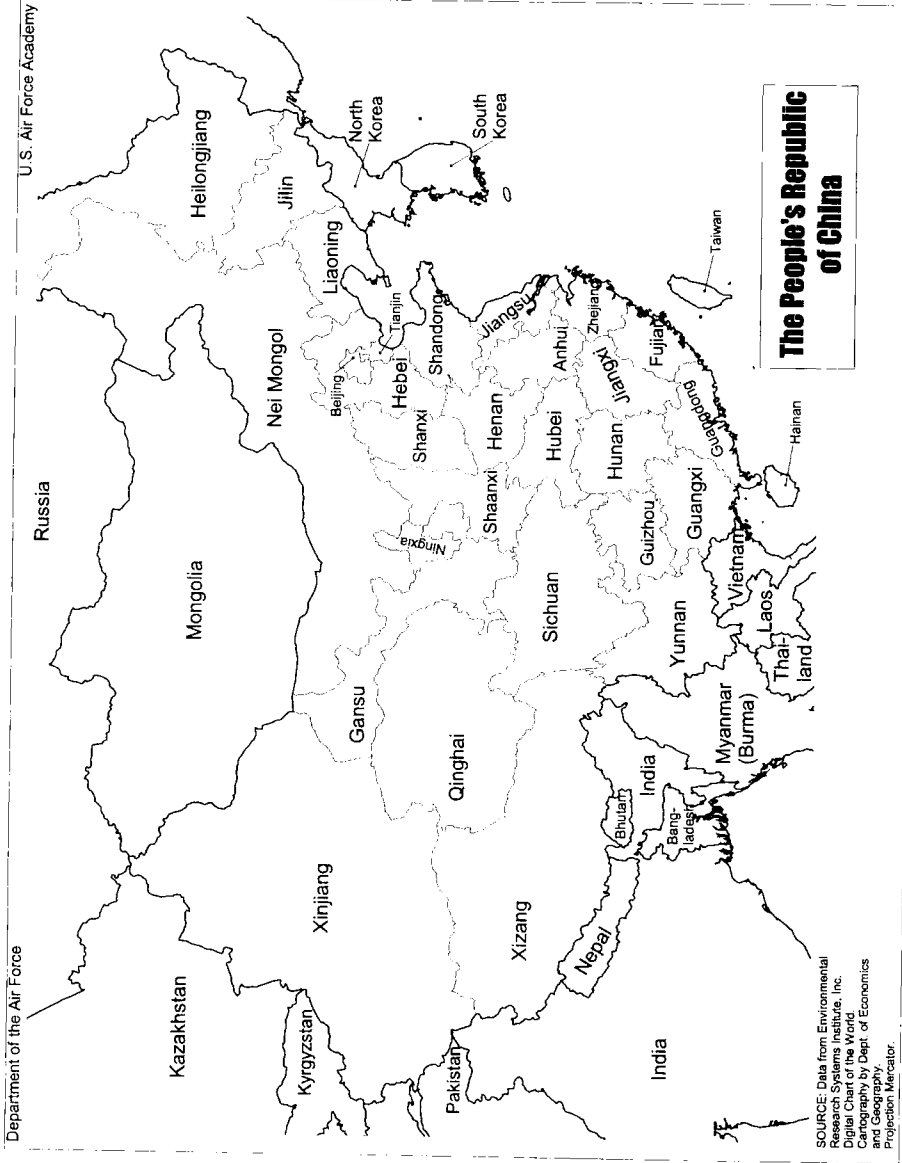 Department of the Air Force
U.S. Air Force Academy
Russia
Kazakhstan
Kyrgyzstan
Mongolia
Heilongjiang
Jilin
Liaoning
North
Korea
South
Korea
Nei Mongol
Beijing
Tianjin
Hebei
Shanxi
Shandong
Xinjiang
Gansu
Ningxia
Shaanxi
Henan
Jiangsu
Qinghai
Pakistan
Xizang
Sichuan
Hubei
Anhui
Zhejiang
Hunan
Jiangxi
Fujian
Taiwan
Nepal
Bhutan
India
India
Bang-
ladesh
Guizhou
Yunnan
Guangxi
Guangdong
Hainan
Myanmar
(Burma)
Vietnam
Laos
Thai-
land
The People's Republic
of China
SOURCE: Data from Environmental
Research Systems Institute, Inc.
Digital Chart of the World.
Cartography by Dept. of Economics
and Geography.
Projection Mercator.